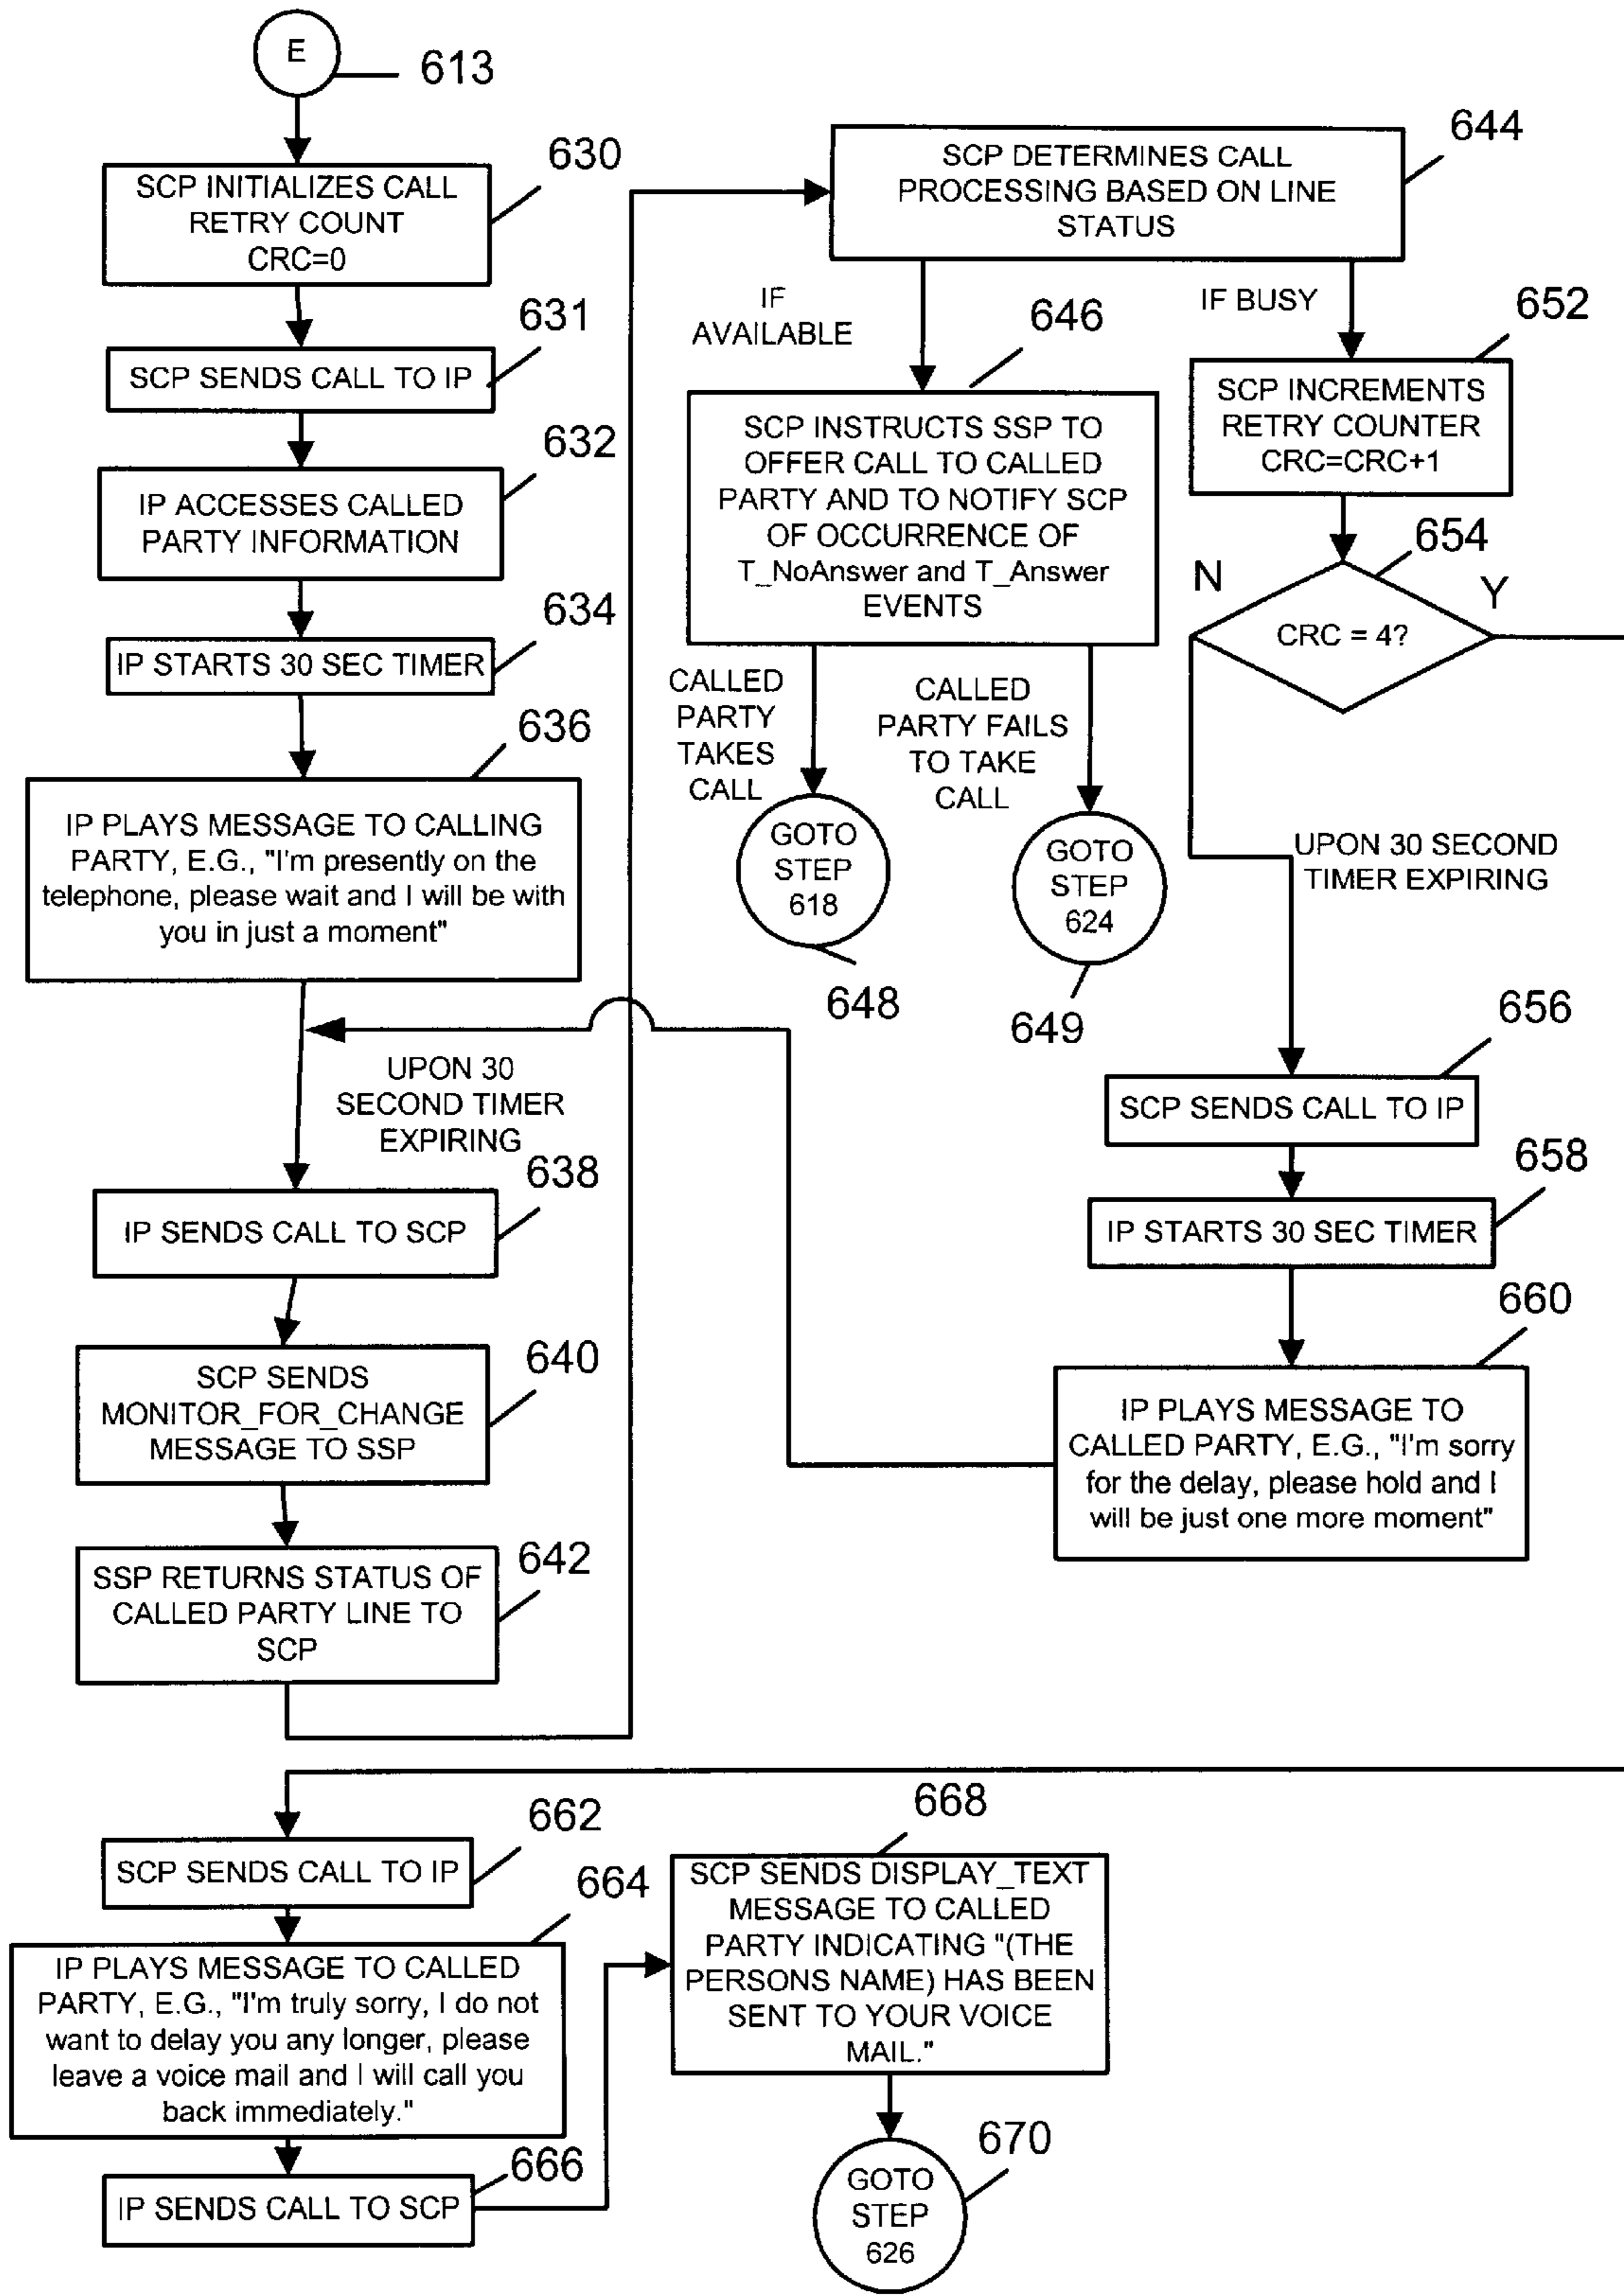 E
613
630
SCP INITIALIZES CALL
RETRY COUNT
CRC=0
631
SCP SENDS CALL TO IP
632
IP ACCESSES CALLED
PARTY INFORMATION
634
IP STARTS 30 SEC TIMER
636
IP PLAYS MESSAGE TO CALLING
PARTY, E.G., "I'm presently on the
telephone, please wait and I will be with
you in just a moment"
UPON 30
SECOND TIMER
EXPIRING
638
IP SENDS CALL TO SCP
640
SCP SENDS
MONITOR_FOR_CHANGE
MESSAGE TO SSP
642
SSP RETURNS STATUS OF
CALLED PARTY LINE TO
SCP
644
SCP DETERMINES CALL
PROCESSING BASED ON LINE
STATUS
IF
AVAILABLE
646
SCP INSTRUCTS SSP TO
OFFER CALL TO CALLED
PARTY AND TO NOTIFY SCP
OF OCCURRENCE OF
T_NoAnswer and T_Answer
EVENTS
CALLED
PARTY
TAKES
CALL
GOTO
STEP
618
648
CALLED
PARTY FAILS
TO TAKE
CALL
GOTO
STEP
624
649
IF BUSY
652
SCP INCREMENTS
RETRY COUNTER
CRC=CRC+1
654
N
Y
CRC = 4?
UPON 30 SECOND
TIMER EXPIRING
656
SCP SENDS CALL TO IP
658
IP STARTS 30 SEC TIMER
660
IP PLAYS MESSAGE TO
CALLED PARTY, E.G., "I'm sorry
for the delay, please hold and I
will be just one more moment"
662
SCP SENDS CALL TO IP
664
IP PLAYS MESSAGE TO CALLED
PARTY, E.G., "I'm truly sorry, I do not
want to delay you any longer, please
leave a voice mail and I will call you
back immediately."
666
IP SENDS CALL TO SCP
668
SCP SENDS DISPLAY_TEXT
MESSAGE TO CALLED
PARTY INDICATING "(THE
PERSONS NAME) HAS BEEN
SENT TO YOUR VOICE
MAIL."
670
GOTO
STEP
626